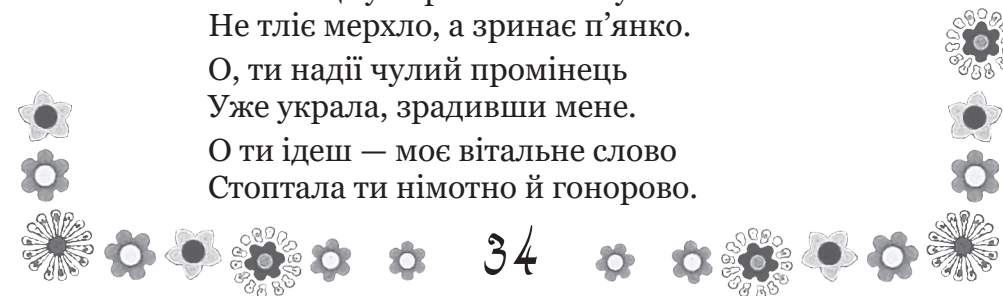 Не тліє мерхло, а зринає п’янко.
О, ти надії чулий промінець
Уже украла, зрадивши мене.
О ти ідеш — моє вітальне слово
Стоптала ти німотно й гонорово.
34